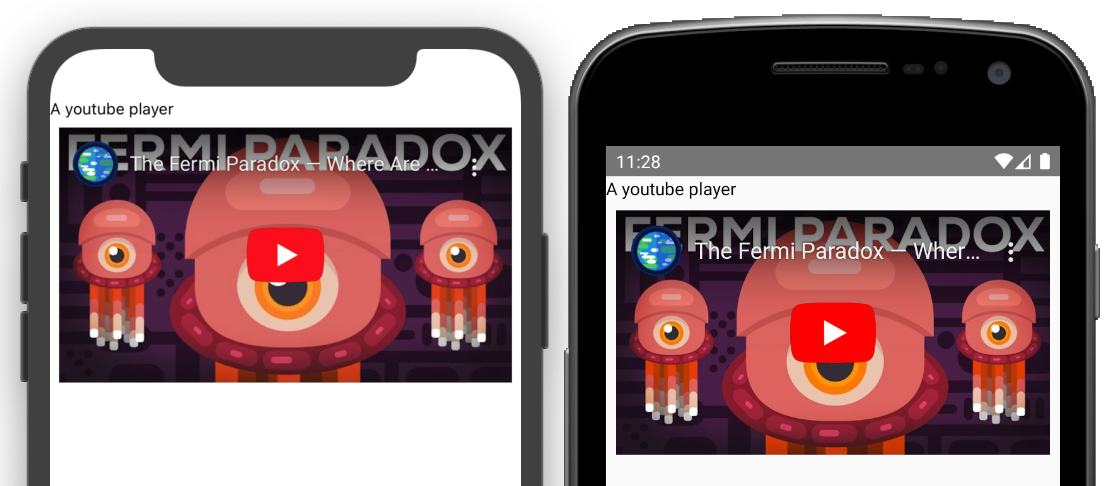 A youtube player
FERMI PARADOX
The Fermi Paradox — Where Are ...
11:28
A youtube player
FERMI PARADOX
The Fermi Paradox — Wher...